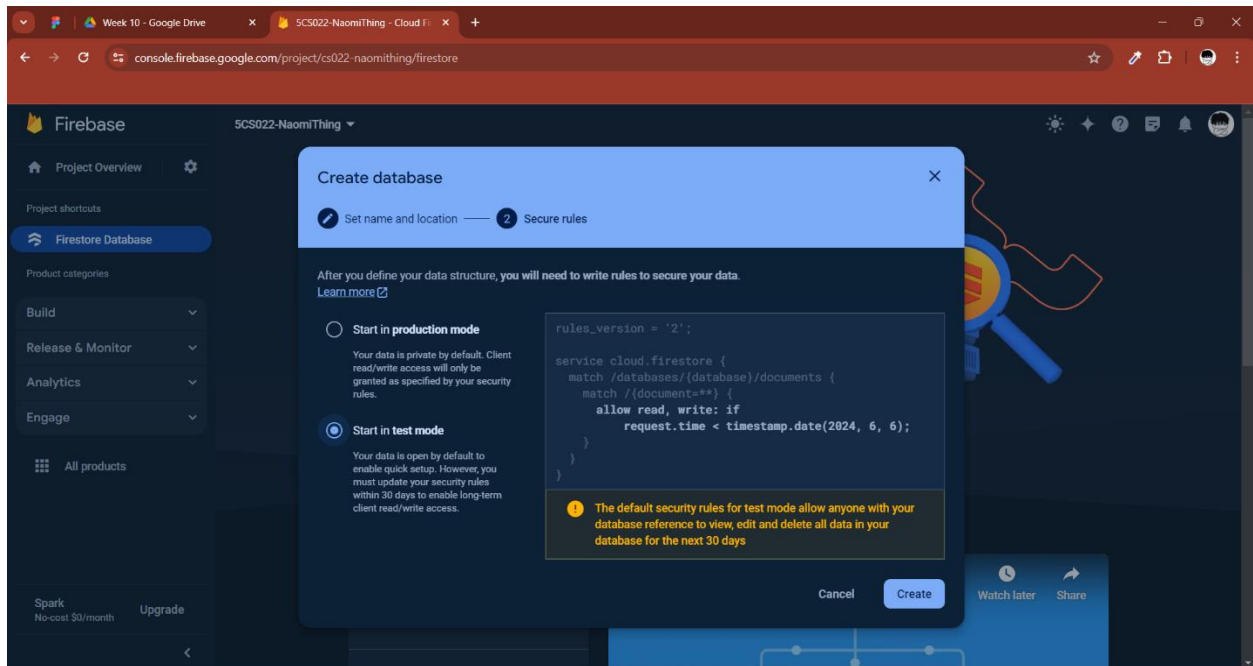 Week 10 - Google Drive
5CS022-NaomiThing - Cloud Fi
console.firebase.google.com/project/cs022-naomithing/firestore
Firebase
5CS022-NaomiThing
Project Overview
Project shortcuts
Firestore Database
Product categories
Build
Release & Monitor
Analytics
Engage
All products
Spark
No-cost $0/month
Upgrade
Create database
Set name and location
2 Secure rules
After you define your data structure, you will need to write rules to secure your data.
Learn more
Start in production mode
Your data is private by default. Client
read/write access will only be
granted as specified by your security
rules.
Start in test mode
Your data is open by default to
enable quick setup. However, you
must update your security rules
within 30 days to enable long-term
client read/write access.
rules_version = '2';
service cloud.firestore {
match /databases/{database}/documents {
match /{document=**} {
allow read, write: if
request.time < timestamp.date(2024, 6, 6);
}
}
}
The default security rules for test mode allow anyone with your
database reference to view, edit and delete all data in your
database for the next 30 days
Cancel
Create
Watch later
Share